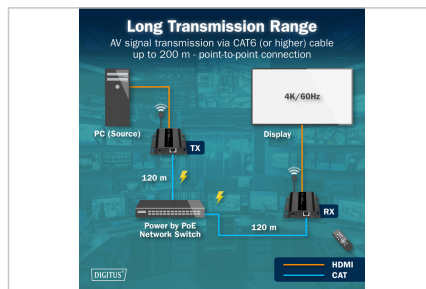 Long Transmission Range
AV signal transmission via CAT6 (or higher) cable
up to 200 m - point-to-point connection
4K/60Hz
PC (Source)
TX
Display
120 m
RX
Power by PoE
Network Switch
120 m
HDMI
CAT
DIGITUS